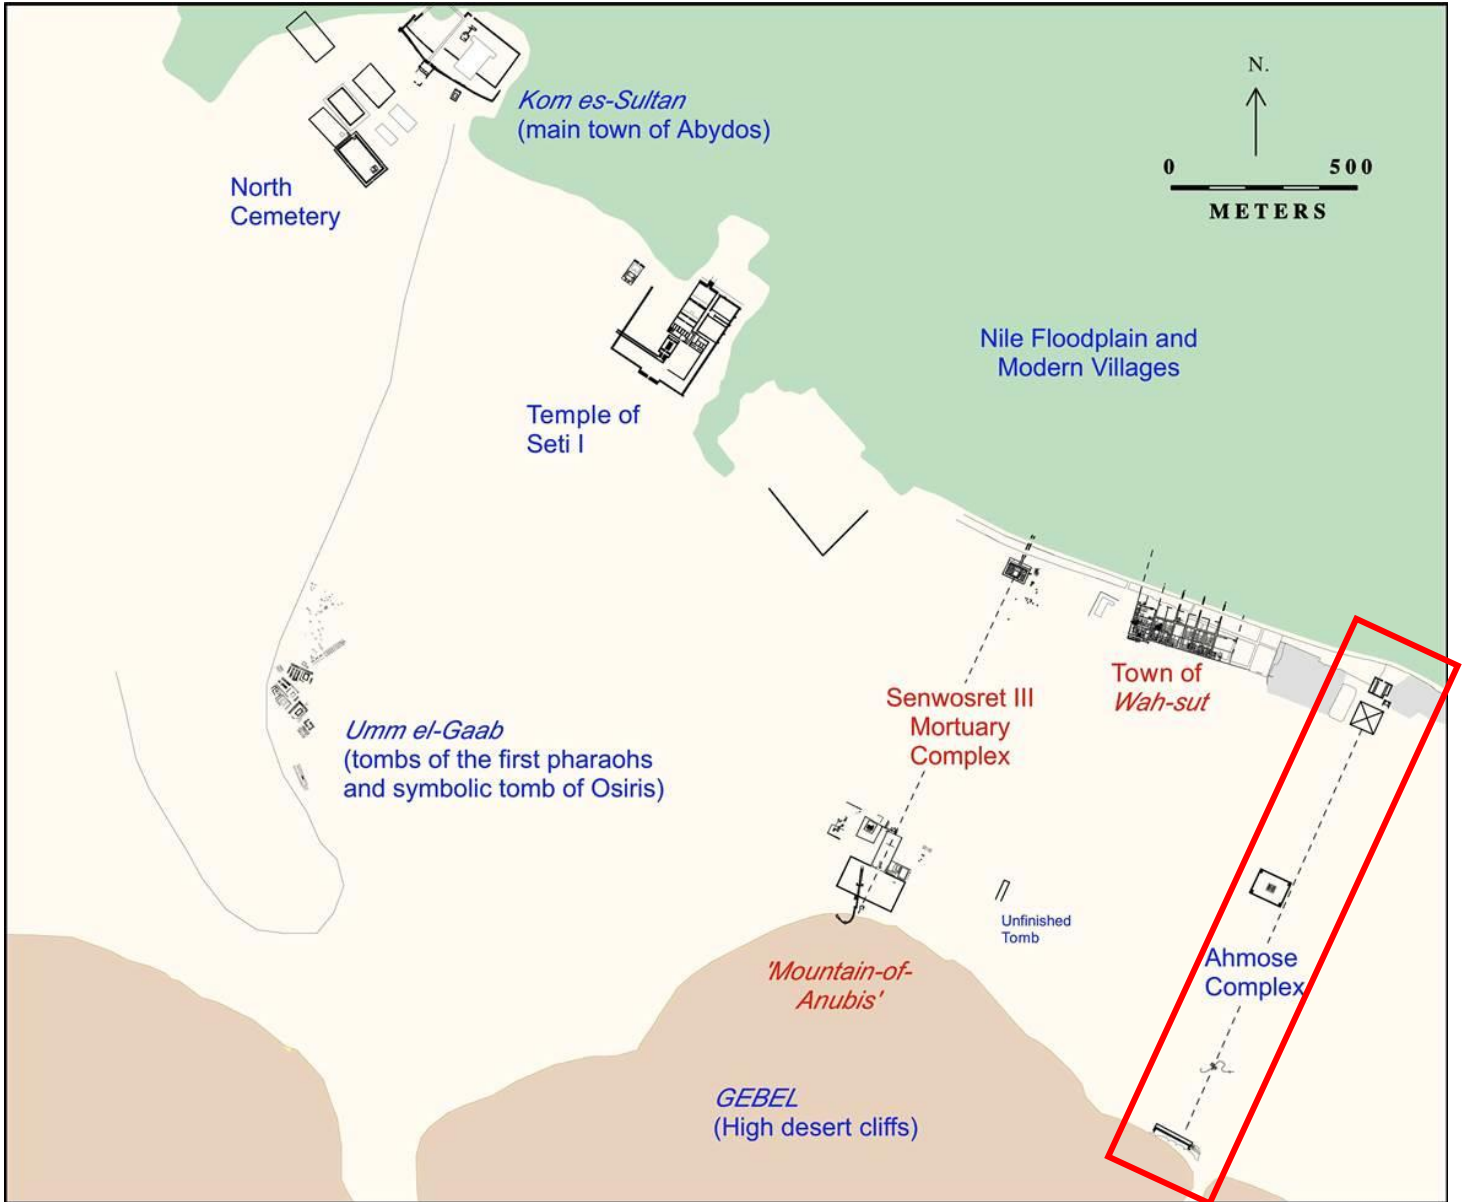 Kom es-Sultan
(main town of Abydos)
N.
0 500
METERS
North
Cemetery
Nile Floodplain and
Modern Villages
Temple of
Seti I
Town of
Wah-sut
Senwosret III
Mortuary
Complex
Umm el-Gaab
(tombs of the first pharaohs
and symbolic tomb of Osiris)
Unfinished
Tomb
Ahmose
Complex
'Mountain-of-
Anubis'
GEBEL
(High desert cliffs)